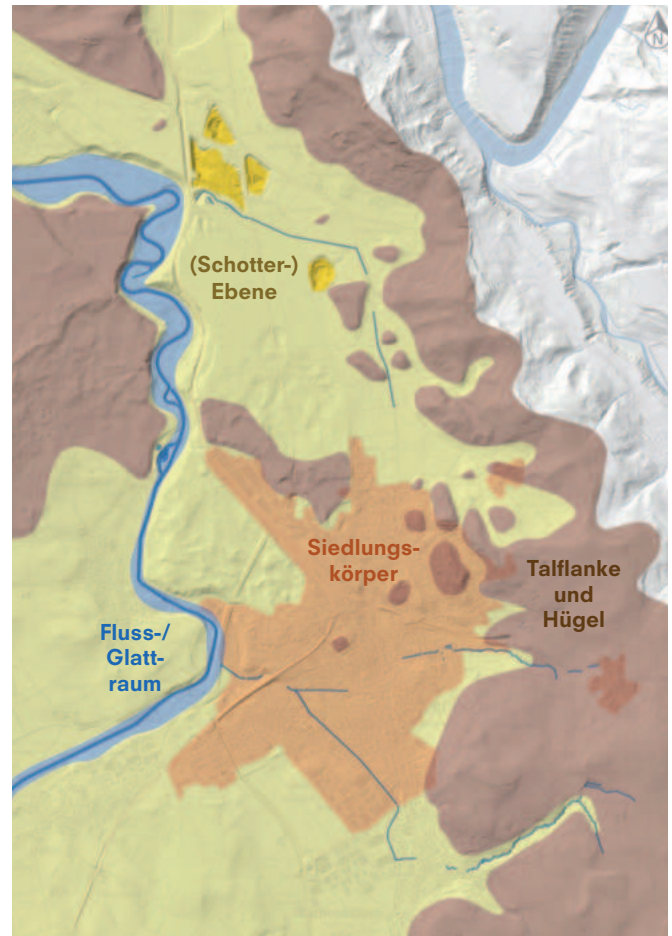 N
(Schotter-)
Ebene
Siedlungs-
körper
Talflanke
und
Hügel
Fluss-/
Glatt-
raum